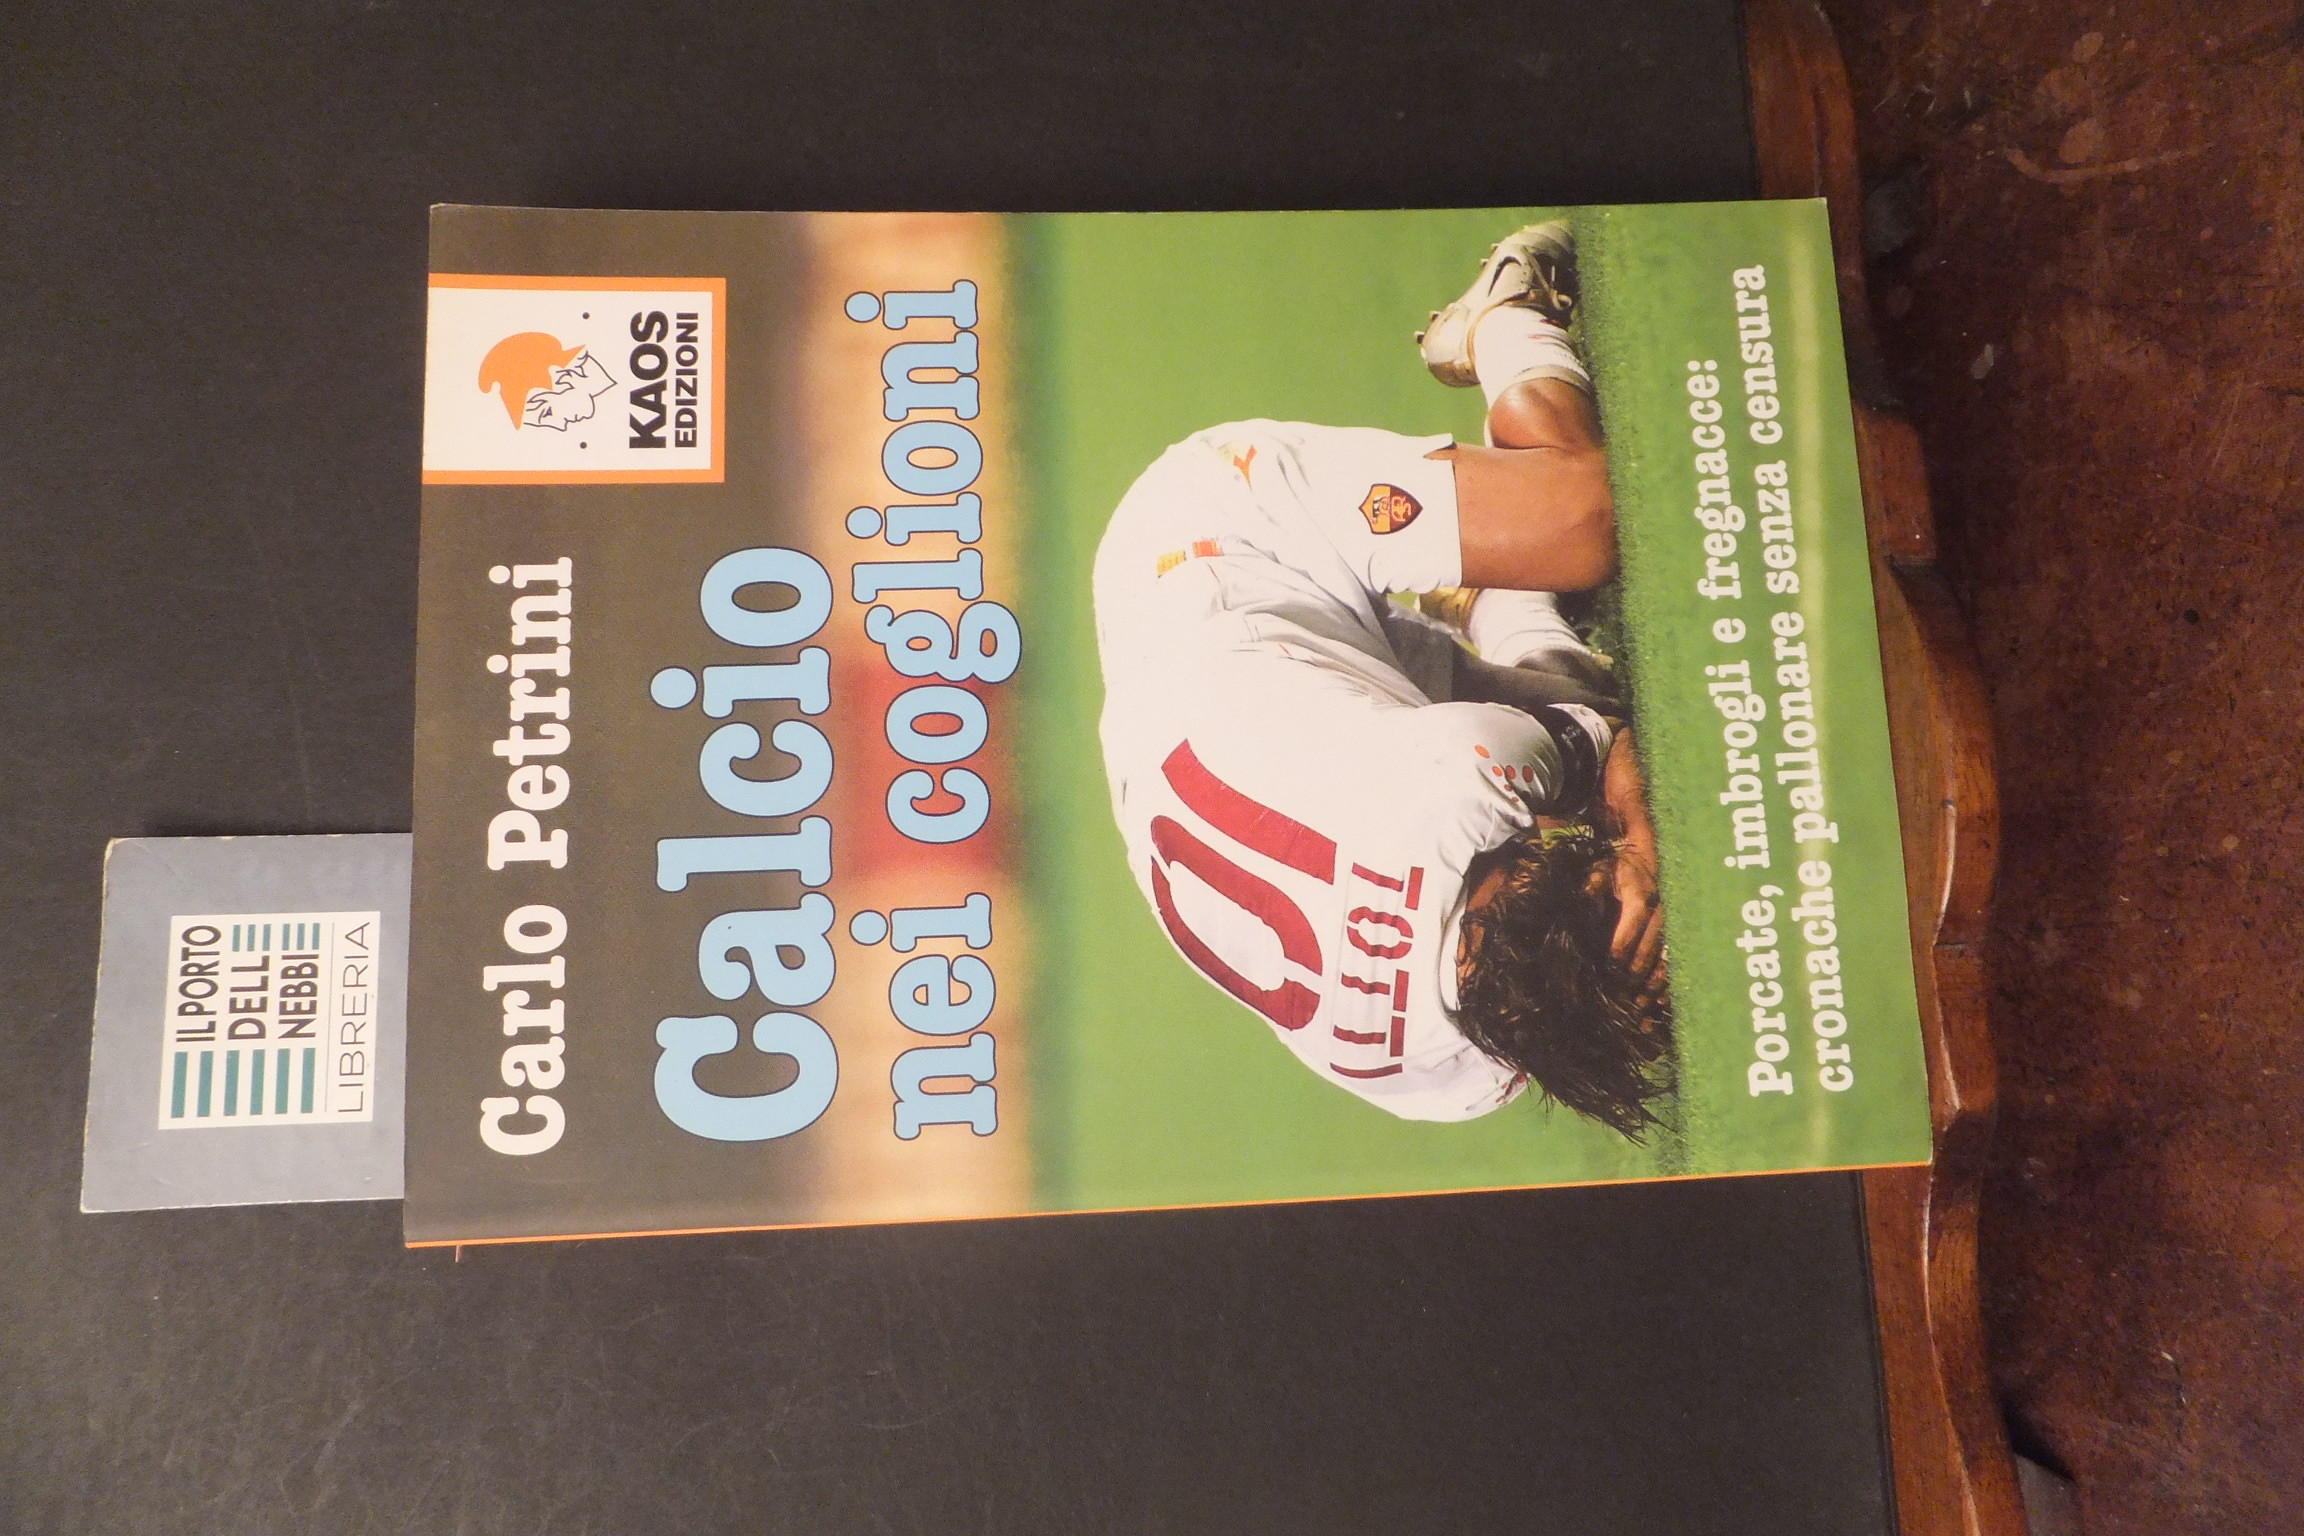 IL PORTO
DELLE
NEBBIE
LIBRERIA
KAOS
EDIZIONI
Carlo Petrini
Calcio
nei coglioni
TOTTI
10
Porcate, imbrogli e fregnacce:
cronache pallonare senza censura